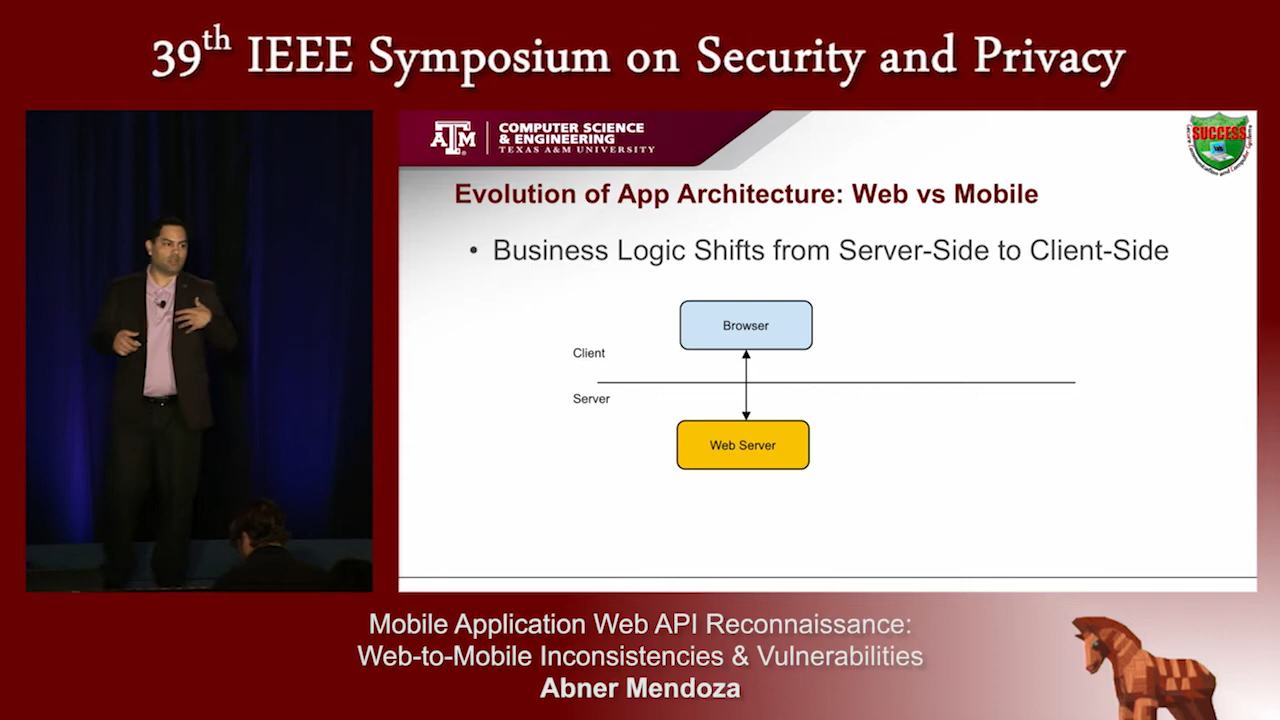 39th IEEE Symposium on Security and Privacy
ATM
COMPUTER SCIENCE
& ENGINEERING
TEXAS A&M UNIVERSITY
SUCCESS
Evolution of App Architecture: Web vs Mobile
• Business Logic Shifts from Server-Side to Client-Side
Browser
Client
Server
Web Server
Mobile Application Web API Reconnaissance:
Web-to-Mobile Inconsistencies & Vulnerabilities
Abner Mendoza